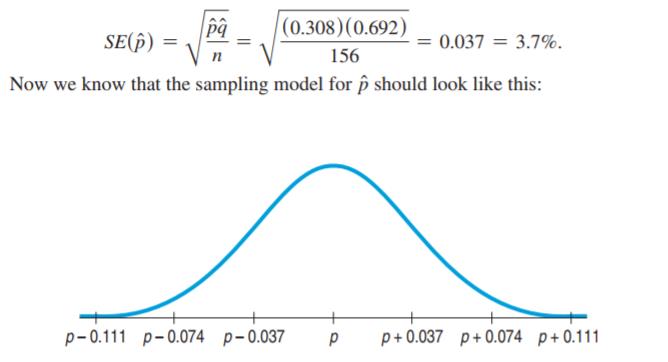 SE(p̂) = √(p̂q̂/n) = √((0.308)(0.692)/156) = 0.037 = 3.7%.
Now we know that the sampling model for p̂ should look like this:
p−0.111 p−0.074 p−0.037 p p+0.037 p+0.074 p+0.111